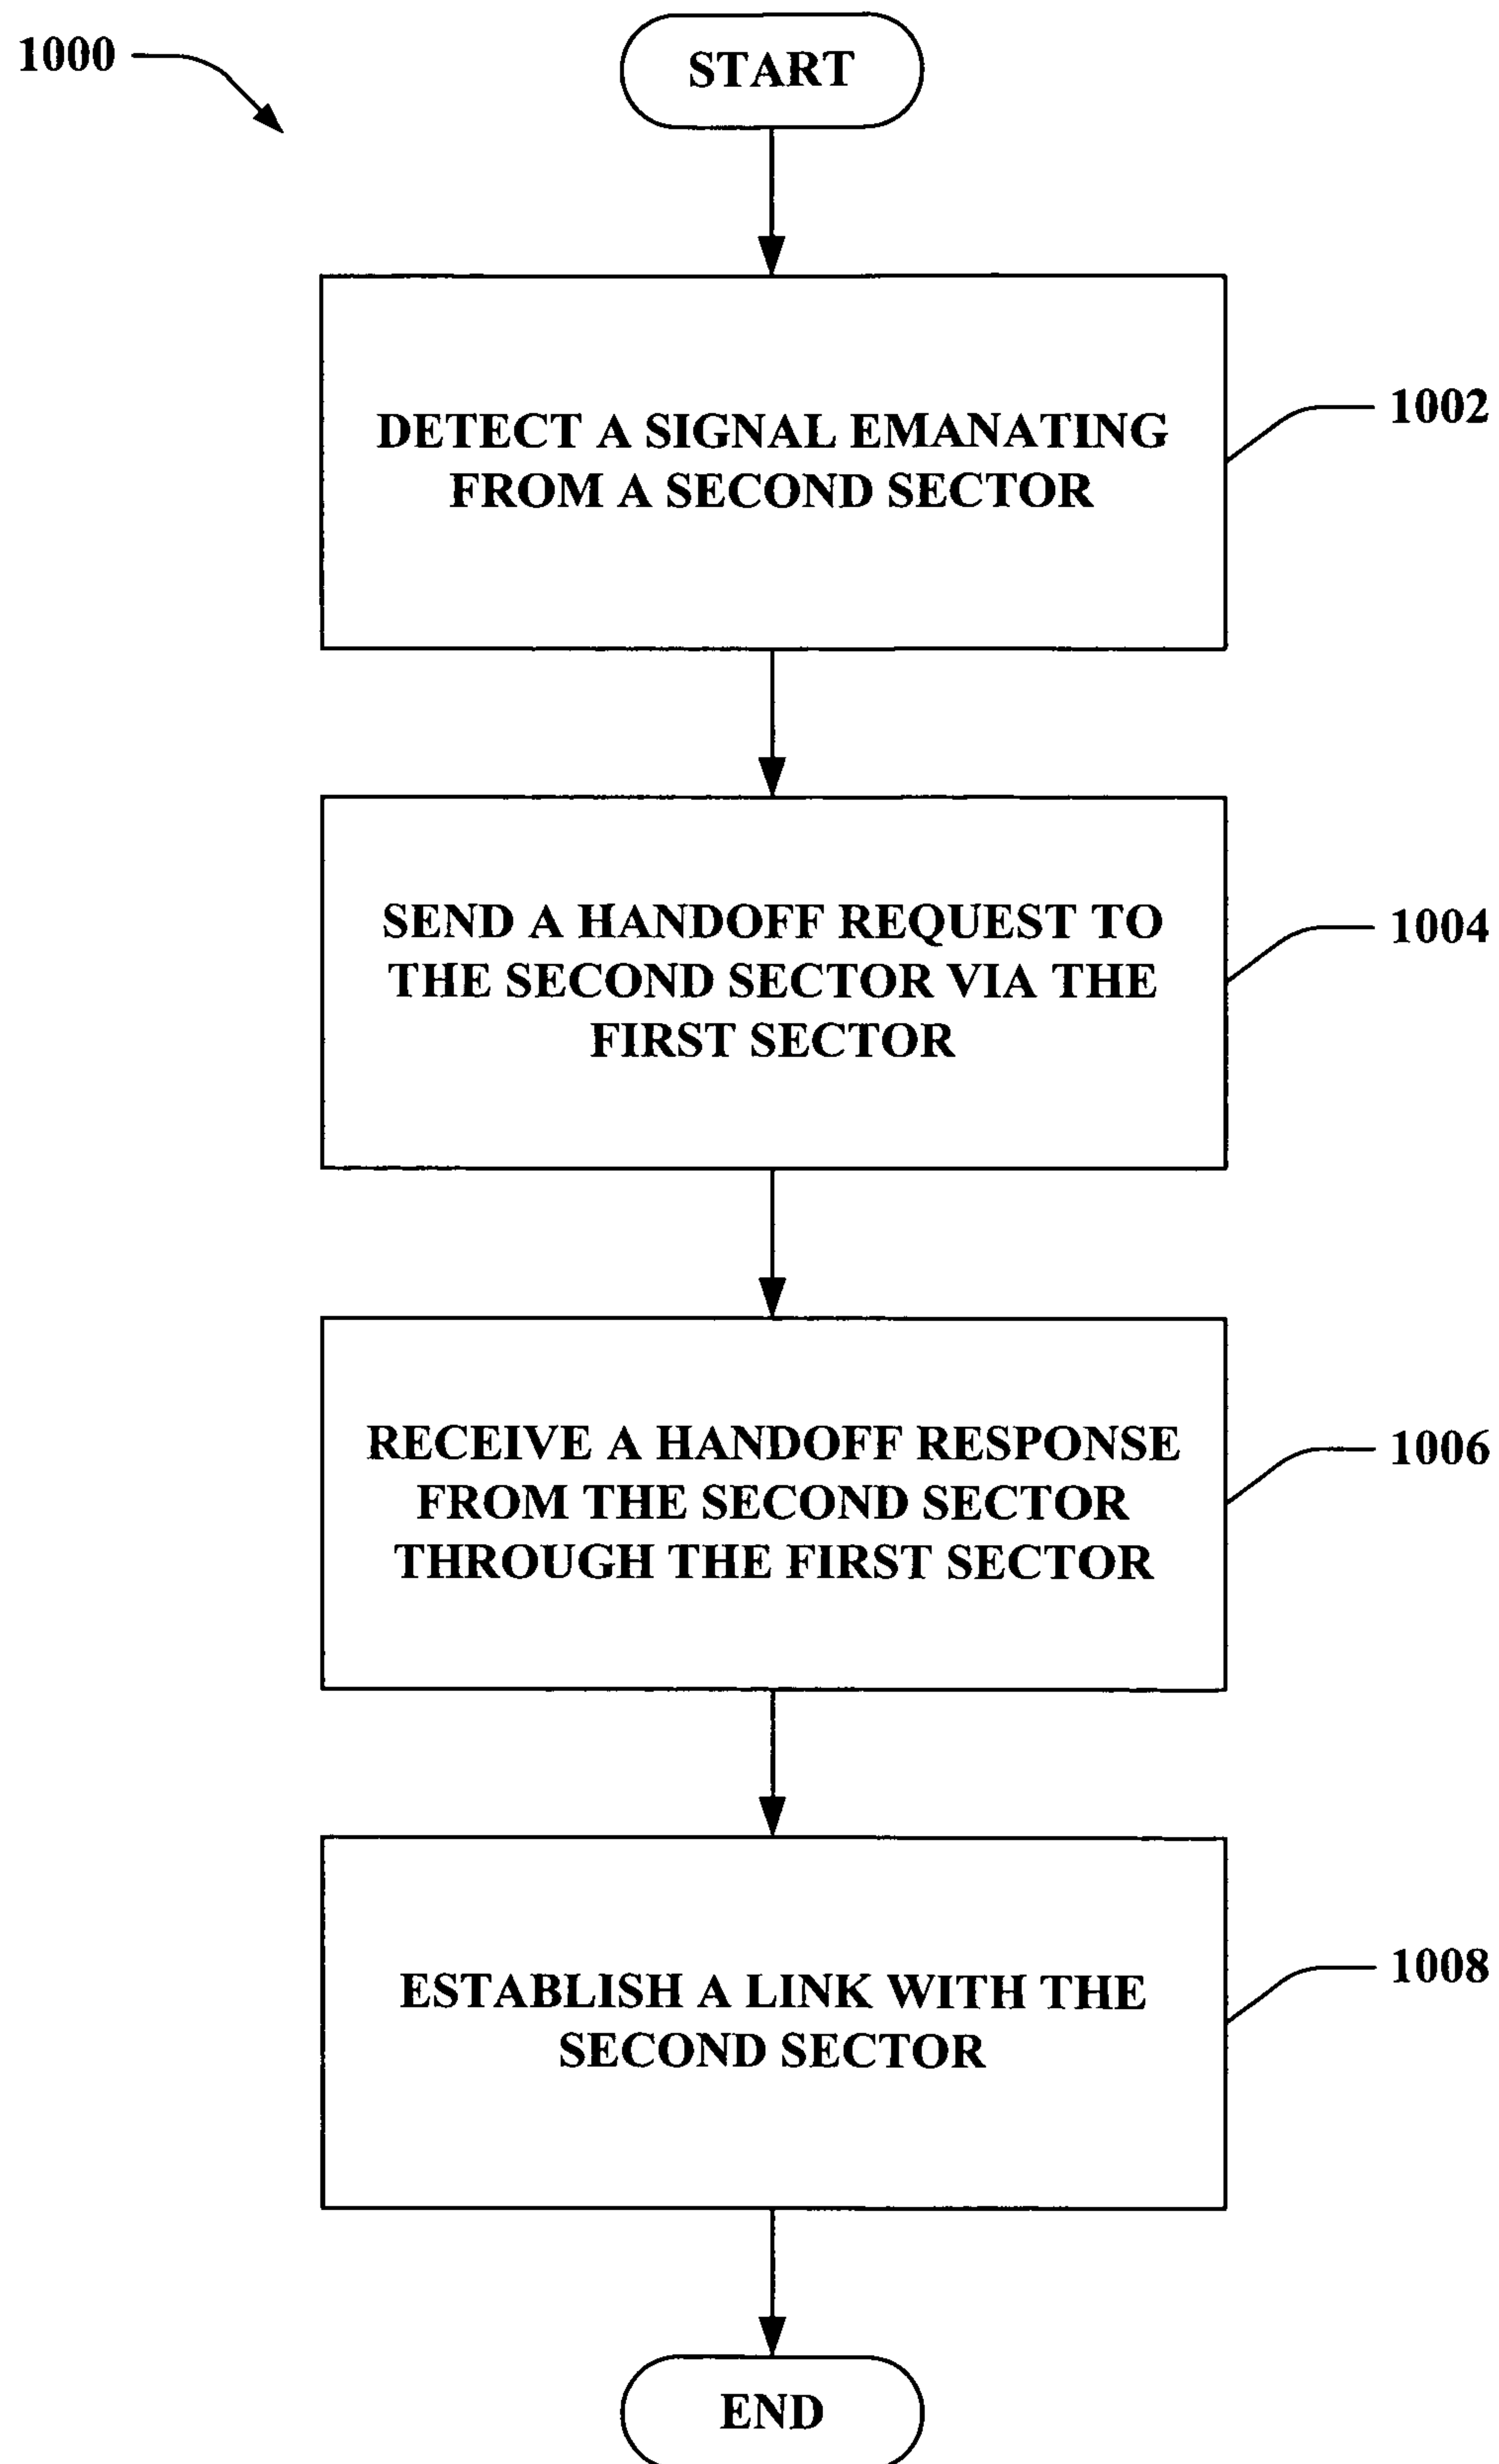 1000
START
DETECT A SIGNAL EMANATING
FROM A SECOND SECTOR
1002
SEND A HANDOFF REQUEST TO
THE SECOND SECTOR VIA THE
FIRST SECTOR
1004
RECEIVE A HANDOFF RESPONSE
FROM THE SECOND SECTOR
THROUGH THE FIRST SECTOR
1006
ESTABLISH A LINK WITH THE
SECOND SECTOR
1008
END